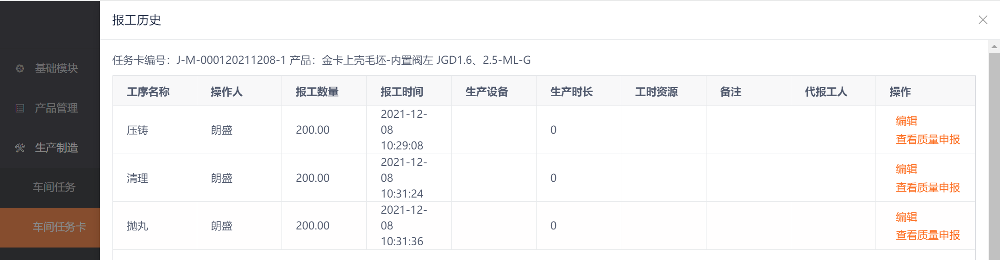 报工历史
基础模块
产品管理
生产制造
车间任务
车间任务卡
任务卡编号：J-M-000120211208-1 产品：金卡上壳毛坯-内置阀左 JGD1.6、2.5-ML-G
工序名称 操作人 报工数量 报工时间 生产设备 生产时长 工时资源 备注 代报工人 操作
压铸 朗盛 200.00 2021-12-
08
10:29:08 0 编辑
查看质量申报
清理 朗盛 200.00 2021-12-
08
10:31:24 0 编辑
查看质量申报
抛丸 朗盛 200.00 2021-12-
08
10:31:36 0 编辑
查看质量申报